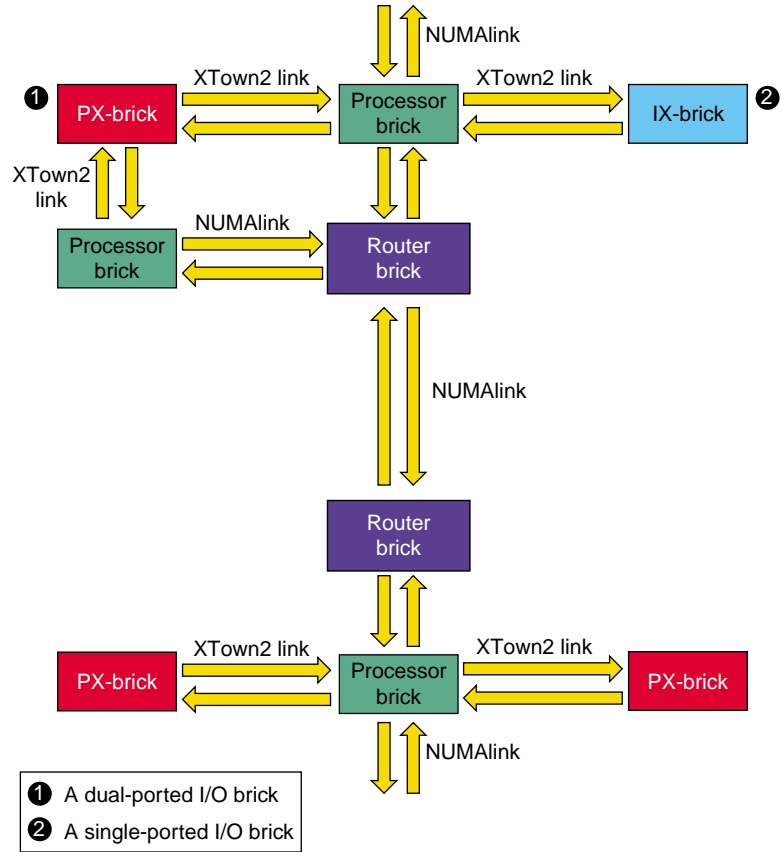 NUMAlink
XTown2 link
XTown2 link
❶
PX-brick
Processor
brick
IX-brick
❷
XTown2
link
NUMAlink
Processor
brick
Router
brick
NUMAlink
Router
brick
XTown2 link
XTown2 link
PX-brick
Processor
brick
PX-brick
NUMAlink
❶ A dual-ported I/O brick
❷ A single-ported I/O brick